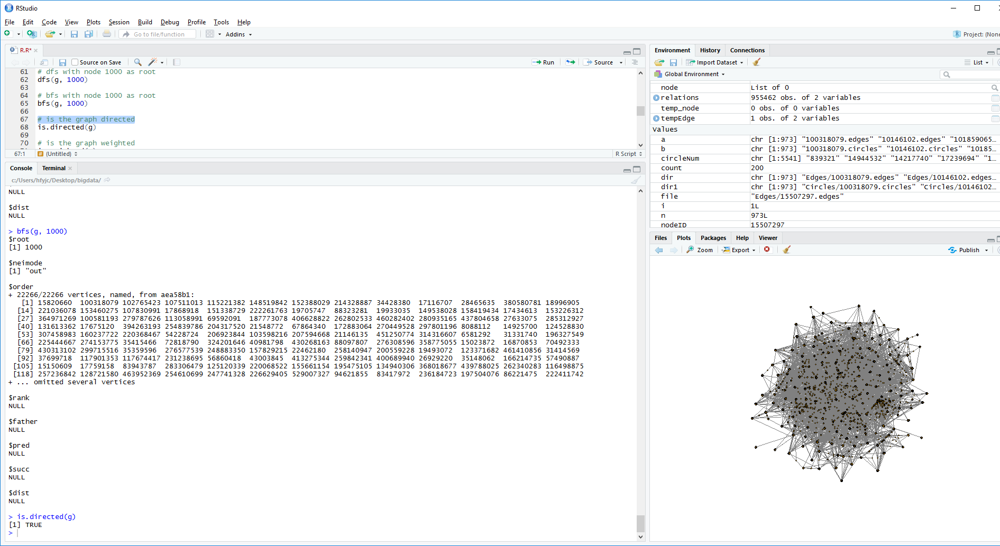 RStudio
File Edit Code View Plots Session Build Debug Profile Tools Help
Go to file/function Addins Project: (None
R.R*
Source on Save Run Source
61 # dfs with node 1000 as root
62 dfs(g, 1000)
63
64 # bfs with node 1000 as root
65 bfs(g, 1000)
66
67 # is the graph directed
68 is.directed(g)
69
70 # is the graph weighted
67:1 (Untitled) R Script
Console Terminal
c:/Users/hfyjc/Desktop/bigdata/
NULL
$dist
NULL
> bfs(g, 1000)
$root
[1] 1000
$neimode
[1] "out"
$order
+ 22266/22266 vertices, named, from aea58b1:
[1] 15820660 100318079 102765423 107511013 115221382 148519842 152388029 214328887 34428380 17116707 28465635 380580781 18996905
[14] 221036078 153460275 107830991 17868918 151338729 222261763 19705747 88323281 19933035 149538028 158419434 17434613 153226312
[27] 364971269 100581193 279787626 113058991 69592091 187773078 406628822 262802533 460282402 280935165 437804658 27633075 285312927
[40] 131613362 17675120 394263193 254839786 204317520 21548772 67864340 172883064 270449528 297801196 8088112 14925700 124528830
[53] 307458983 160237722 220368467 54228724 206923844 103598216 207594668 21146135 451250774 314316607 6581292 31331740 196327549
[66] 225444667 274153775 35415466 72818790 324201646 40981798 430268163 88097807 276308596 358775055 15023872 16870853 70492333
[79] 430313102 299715516 35359596 276577539 248883350 157829215 22462180 258140947 200559228 19493072 123371682 461410856 31414569
[92] 37699718 117901353 117674417 231238695 56860418 43003845 413275344 259842341 400689940 26929220 35148062 166214735 57490887
[105] 15150609 17759158 83943787 283306479 125120339 220068522 155661154 195475105 134940306 368018677 439788025 262340283 116498875
[118] 257236842 128721580 463952369 254610699 247741328 226629405 529007327 94621855 83417972 236184723 197504076 86221475 222411742
+ ... omitted several vertices
$rank
NULL
$father
NULL
$pred
NULL
$succ
NULL
$dist
NULL
> is.directed(g)
[1] TRUE
>
Environment History Connections
Import Dataset List
Global Environment
node List of 0
relations 955462 obs. of 2 variables
temp_node 0 obs. of 0 variables
tempEdge 1 obs. of 2 variables
Values
a chr [1:973] "100318079.edges" "10146102.edges" "101859065…
b chr [1:973] "100318079.circles" "10146102.circles" "10185…
circleNum chr [1:5541] "839321" "14944532" "14217740" "17239694" "1…
count 200
dir chr [1:973] "Edges/100318079.edges" "Edges/10146102.edges…
dir1 chr [1:973] "Circles/100318079.circles" "Circles/10146102…
file "Edges/15507297.edges"
i 1L
n 973L
nodeID 15507297
Files Plots Packages Help Viewer
Zoom Export Publish